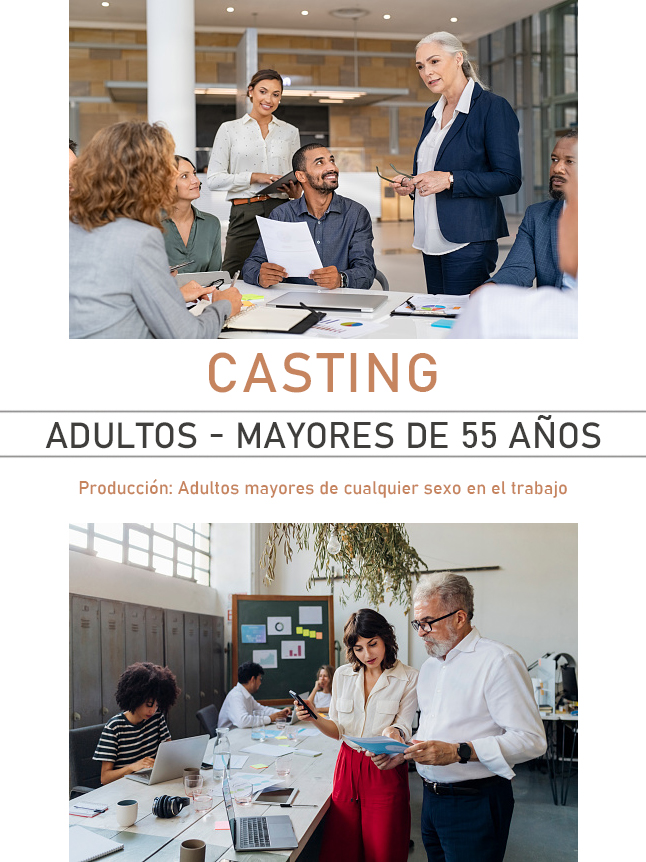 CASTING
ADULTOS - MAYORES DE 55 AÑOS
Producción: Adultos mayores de cualquier sexo en el trabajo